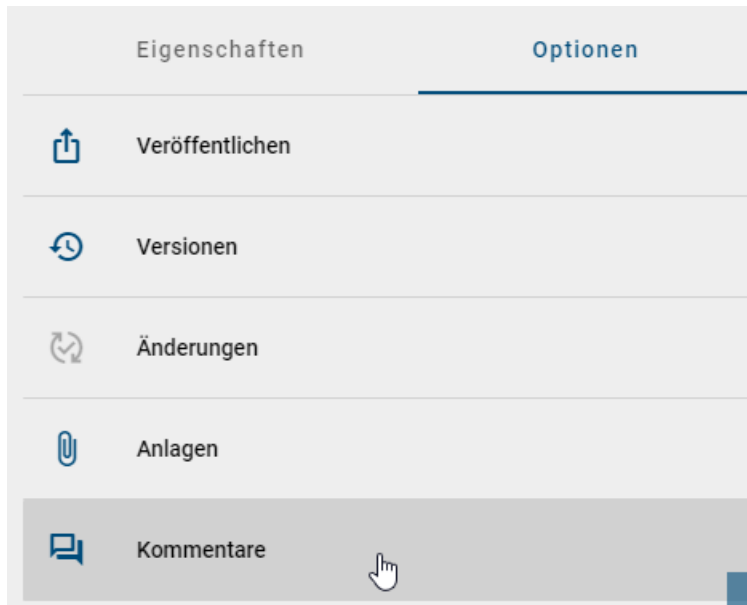 Eigenschaften Optionen
Veröffentlichen
Versionen
Änderungen
Anlagen
Kommentare